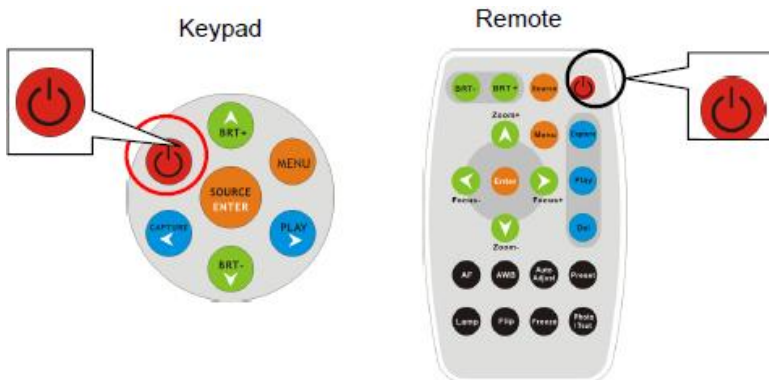 Keypad
Remote
BRT+
MENU
SOURCE
ENTER
CAPTURE
PLAY
BRT-
BRT- BRT+ Source
Zoom+
Menu
Capture
Enter
Play
Focus- Focus+
Del
Zoom-
AF AWB Auto Adjust Preset
Lamp Flip Freeze Photo /Text